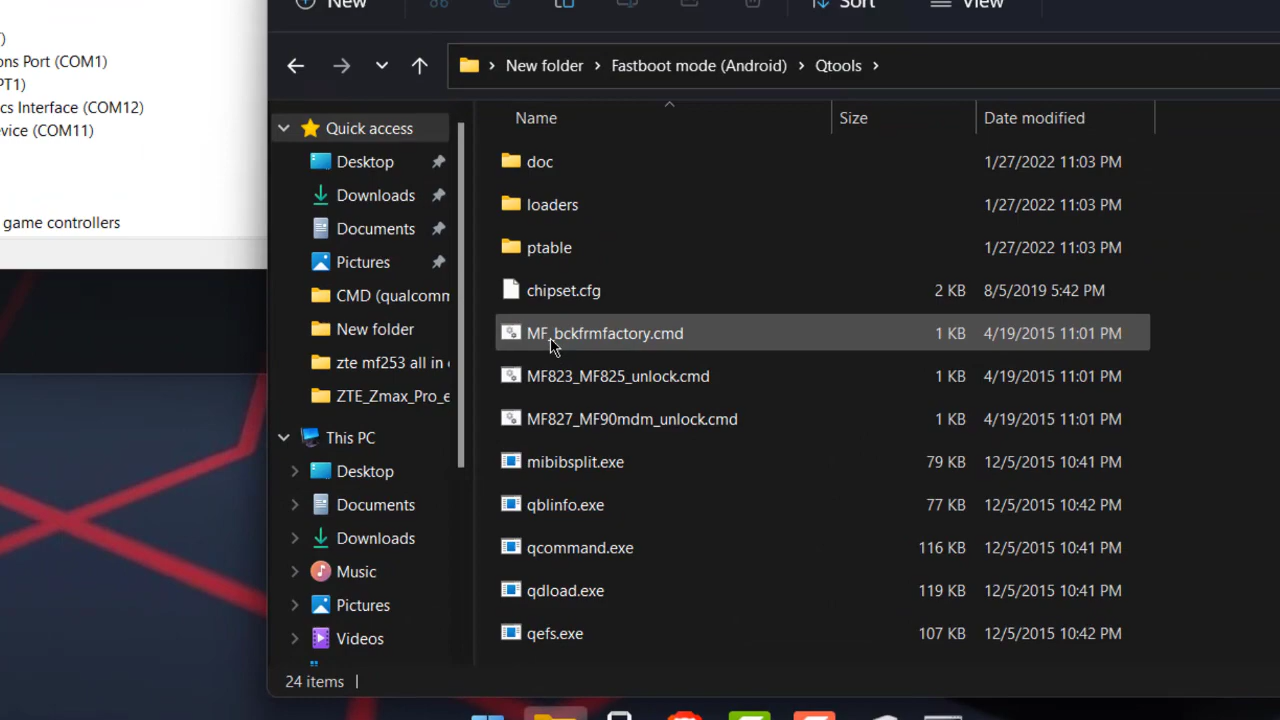 New
Sort
View
New folder
Fastboot mode (Android)
Qtools
)
ons Port (COM1)
PT1)
cs Interface (COM12)
evice (COM11)
game controllers
Quick access
Desktop
Downloads
Documents
Pictures
CMD (qualcomm
New folder
zte mf253 all in
ZTE_Zmax_Pro_e
This PC
Desktop
Documents
Downloads
Music
Pictures
Videos
Name Size Date modified
doc 1/27/2022 11:03 PM
loaders 1/27/2022 11:03 PM
ptable 1/27/2022 11:03 PM
chipset.cfg 2 KB 8/5/2019 5:42 PM
MF_bckfrmfactory.cmd 1 KB 4/19/2015 11:01 PM
MF823_MF825_unlock.cmd 1 KB 4/19/2015 11:01 PM
MF827_MF90mdm_unlock.cmd 1 KB 4/19/2015 11:01 PM
mibibsplit.exe 79 KB 12/5/2015 10:41 PM
qblinfo.exe 77 KB 12/5/2015 10:42 PM
qcommand.exe 116 KB 12/5/2015 10:41 PM
qdload.exe 119 KB 12/5/2015 10:41 PM
qefs.exe 107 KB 12/5/2015 10:42 PM
24 items